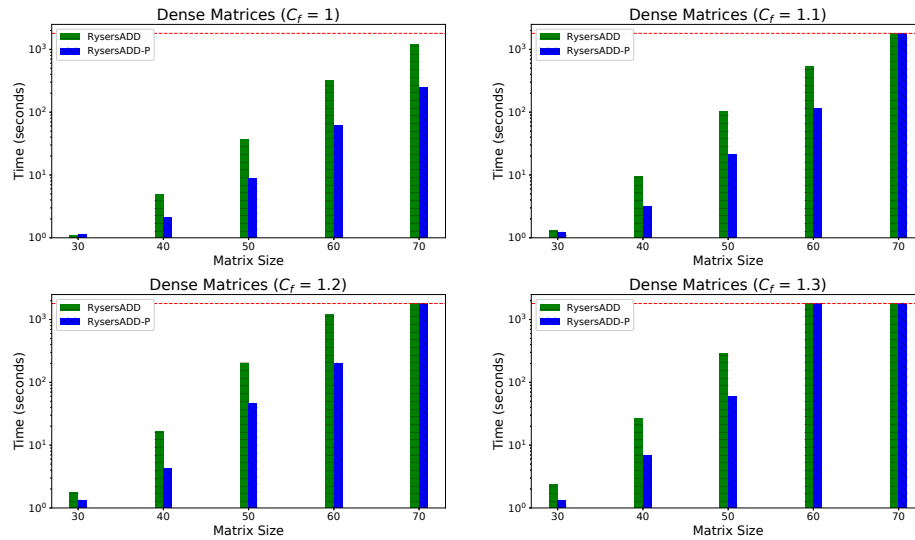 Dense Matrices (C_f = 1)
Time (seconds)
10^3
10^2
10^1
10^0
RysersADD
RysersADD-P
30 40 50 60 70
Matrix Size
Dense Matrices (C_f = 1.1)
Time (seconds)
10^3
10^2
10^1
10^0
RysersADD
RysersADD-P
30 40 50 60 70
Matrix Size
Dense Matrices (C_f = 1.2)
Time (seconds)
10^3
10^2
10^1
10^0
RysersADD
RysersADD-P
30 40 50 60 70
Matrix Size
Dense Matrices (C_f = 1.3)
Time (seconds)
10^3
10^2
10^1
10^0
RysersADD
RysersADD-P
30 40 50 60 70
Matrix Size